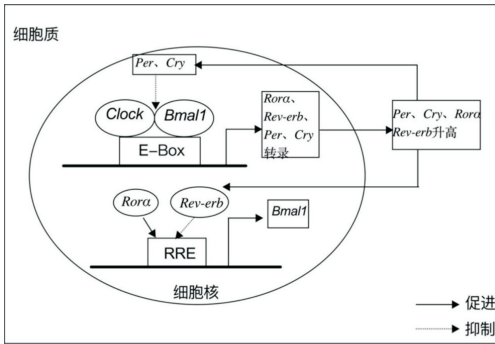 细胞质
Per、Cry
Clock
Bmal1
E-Box
Rorα、
Rev-erb、
Per、Cry
转录
Per、Cry、Rorα
Rev-erb升高
Rorα
Rev-erb
RRE
Bmal1
细胞核
促进
抑制